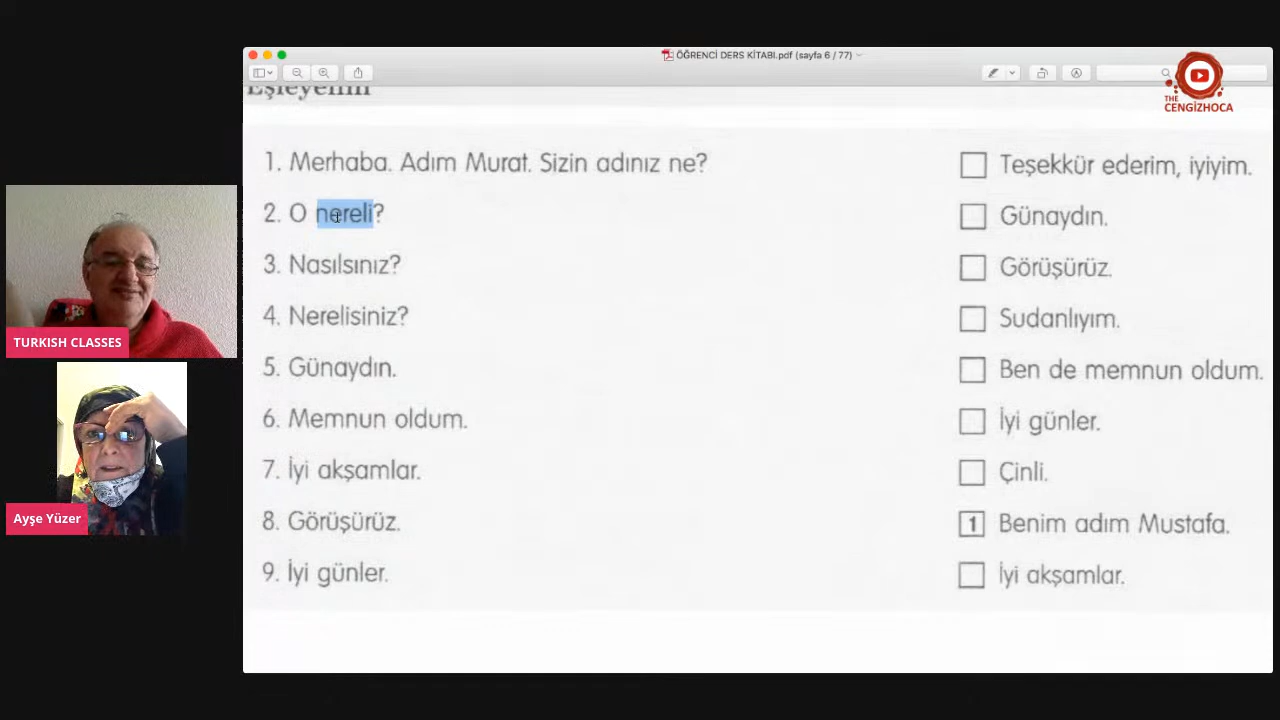 ÖĞRENCİ DERS KİTABI.pdf (sayfa 6 / 77)
THE
CENGİZHOCA
Eşleyelim
1. Merhaba. Adım Murat. Sizin adınız ne?
2. O nereli?
3. Nasılsınız?
4. Nerelisiniz?
5. Günaydın.
6. Memnun oldum.
7. İyi akşamlar.
8. Görüşürüz.
9. İyi günler.
Teşekkür ederim, iyiyim.
Günaydın.
Görüşürüz.
Sudanlıyım.
Ben de memnun oldum.
İyi günler.
Çinli.
1 Benim adım Mustafa.
İyi akşamlar.
TURKISH CLASSES
Ayşe Yüzer